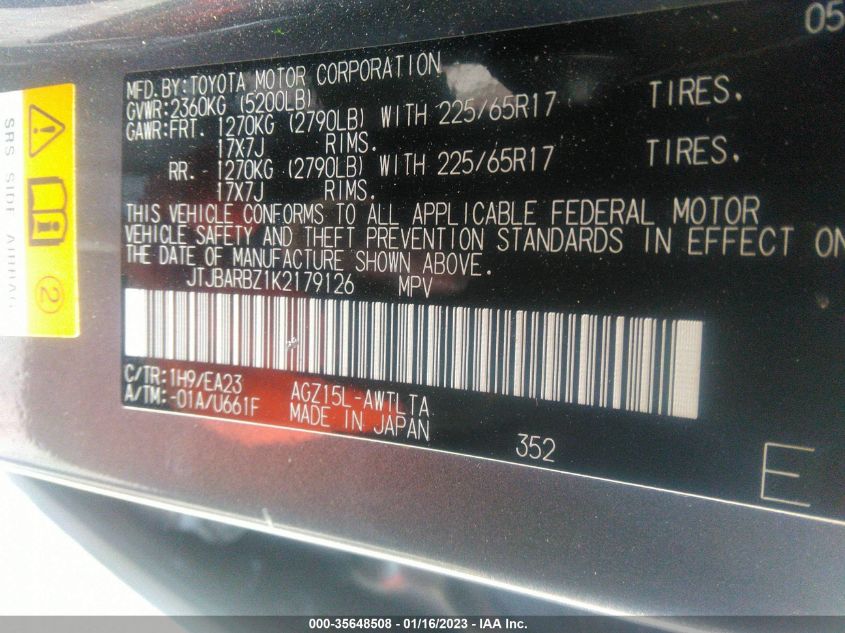 05
MFD. BY: TOYOTA MOTOR CORPORATION
GVWR: 2360KG (5200LB)
GAWR: FRT. 1270KG (2790LB) WITH 225/65R17 TIRES.
17X7J RIMS.
RR. 1270KG (2790LB) WITH 225/65R17 TIRES.
17X7J RIMS.
THIS VEHICLE CONFORMS TO ALL APPLICABLE FEDERAL MOTOR
VEHICLE SAFETY AND THEFT PREVENTION STANDARDS IN EFFECT ON
THE DATE OF MANUFACTURE SHOWN ABOVE.
JTJBARBZ1K2179126 MPV
C/TR: 1H9/EA23 AGZ15L-AWTLTA
A/TM: -01A/U661F MADE IN JAPAN
352
E
SRS SIDE AIRBAG
2
000-35648508 - 01/16/2023 - IAA Inc.